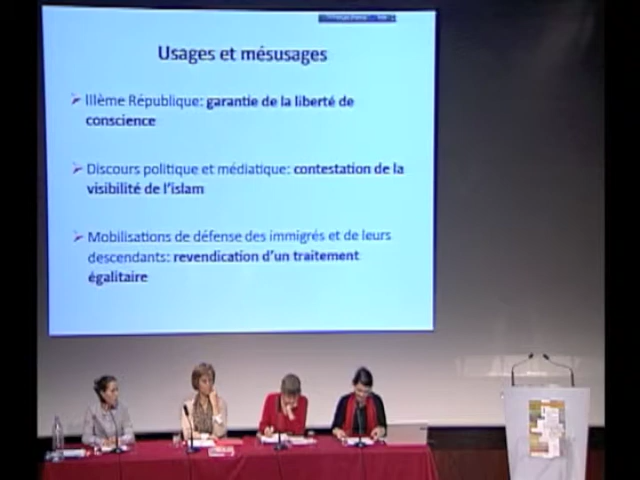 Usages et mésusages
➢ IIIème République: garantie de la liberté de
conscience
➢ Discours politique et médiatique: contestation de la
visibilité de l'islam
➢ Mobilisations de défense des immigrés et de leurs
descendants: revendication d'un traitement
égalitaire